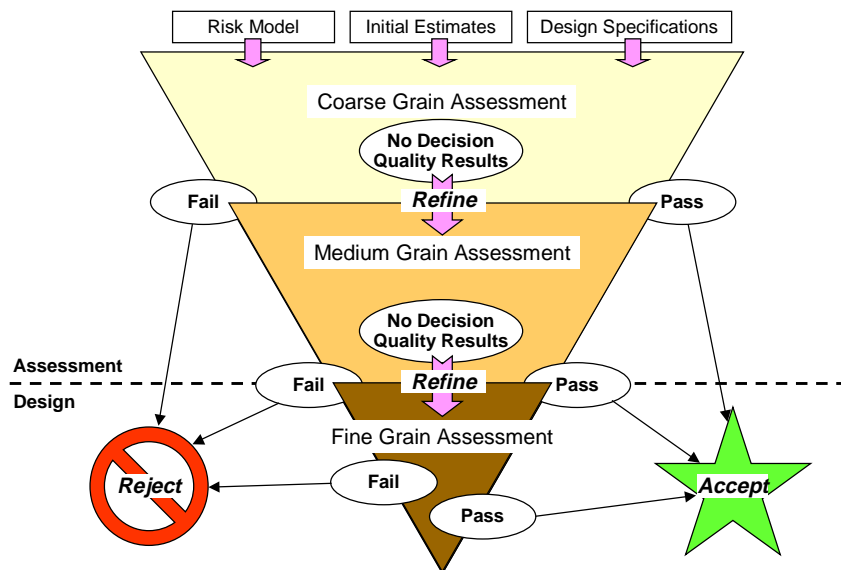 Risk Model
Initial Estimates
Design Specifications
Coarse Grain Assessment
No Decision
Quality Results
Fail
Refine
Pass
Medium Grain Assessment
No Decision
Quality Results
Assessment
Fail
Refine
Pass
Design
Fine Grain Assessment
Fail
Reject
Accept
Pass